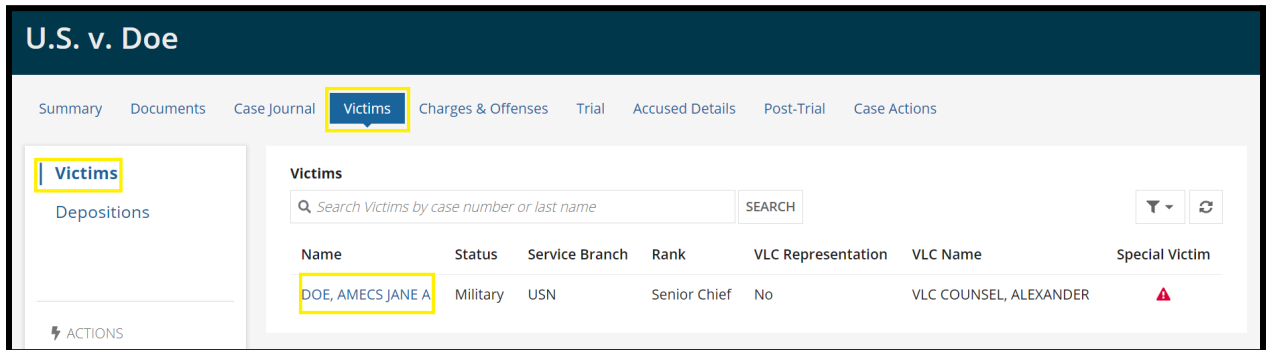 U.S. v. Doe
Summary Documents Case Journal Victims Charges & Offenses Trial Accused Details Post-Trial Case Actions
Victims
Depositions
ACTIONS
Victims
Search Victims by case number or last name SEARCH
Name Status Service Branch Rank VLC Representation VLC Name Special Victim
DOE, AMECS JANE A Military USN Senior Chief No VLC COUNSEL, ALEXANDER